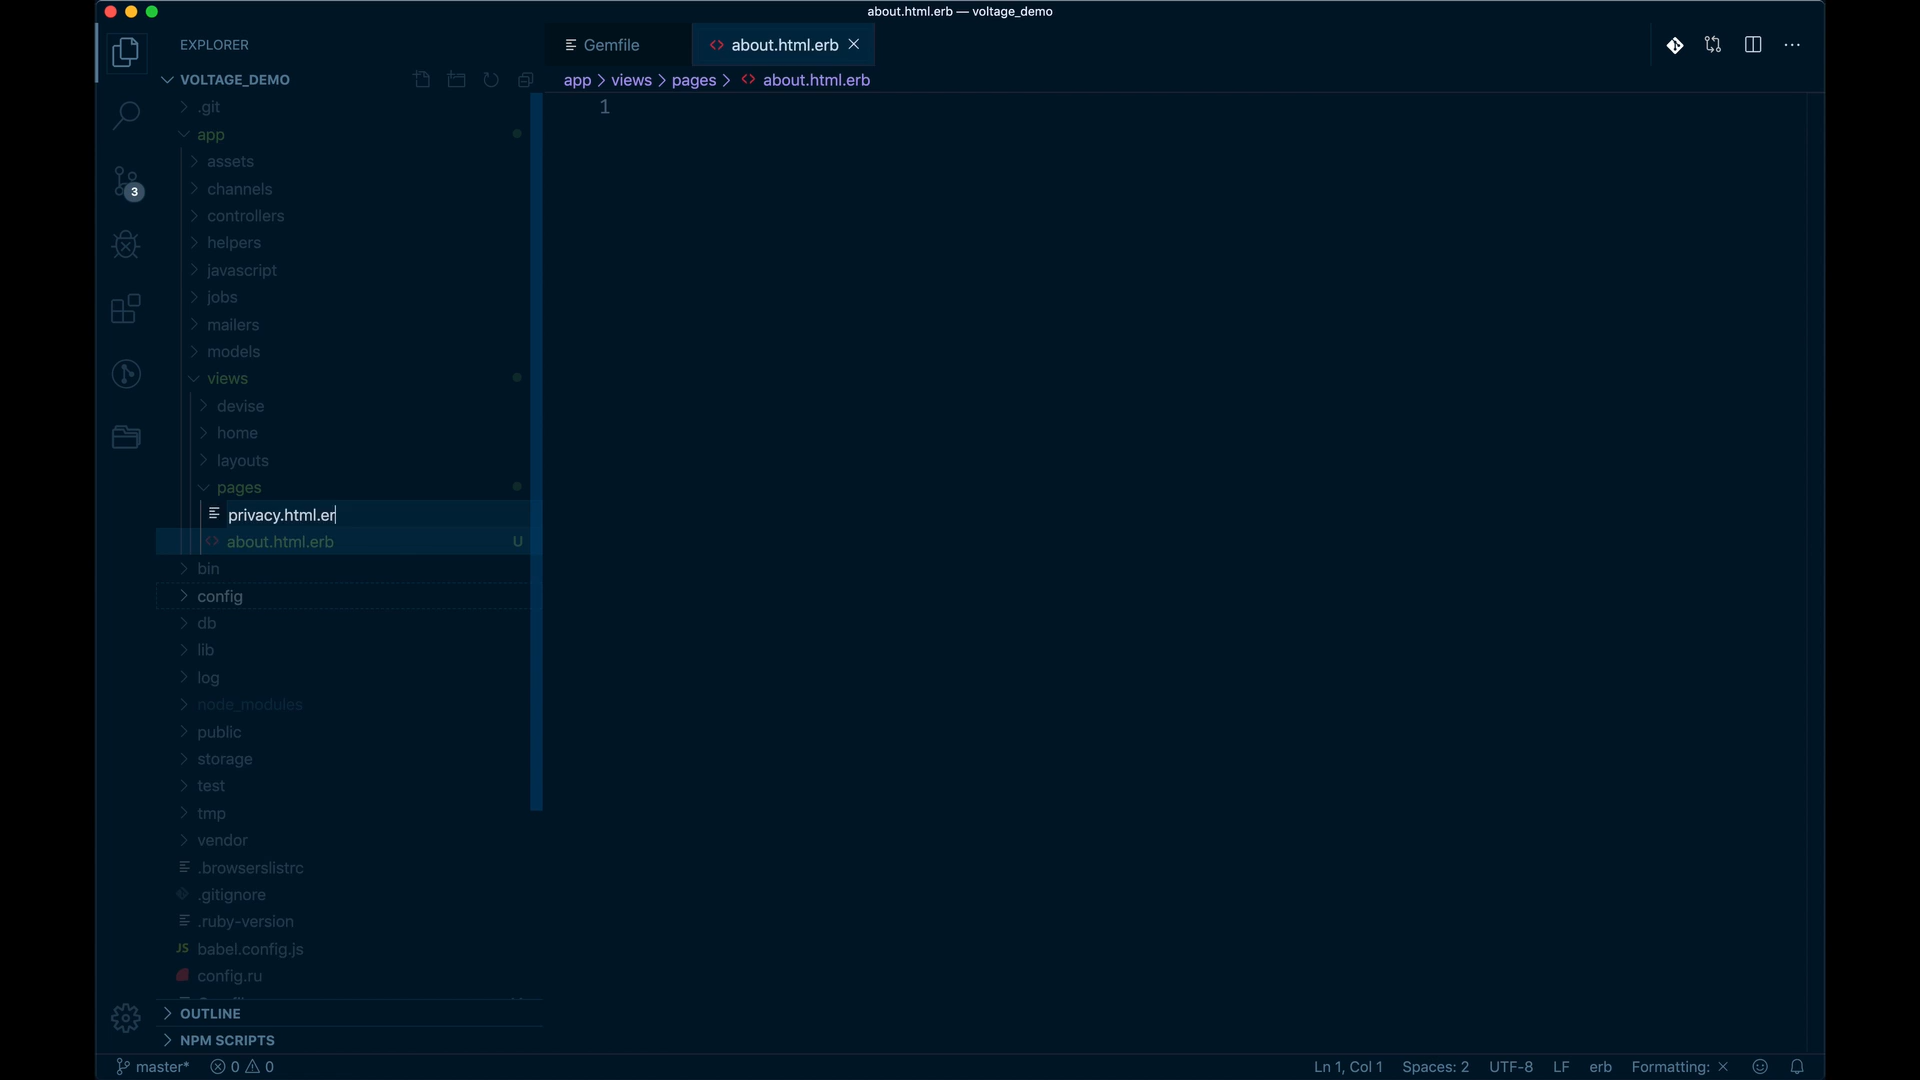 about.html.erb — voltage_demo
EXPLORER
Gemfile
about.html.erb
VOLTAGE_DEMO
app > views > pages > about.html.erb
1
.git
app
assets
channels
controllers
3
helpers
javascript
jobs
mailers
models
views
devise
home
layouts
pages
privacy.html.er
about.html.erb U
bin
config
db
lib
log
node_modules
public
storage
test
tmp
vendor
.browserslistrc
.gitignore
.ruby-version
JS babel.config.js
config.ru
OUTLINE
NPM SCRIPTS
master* 0 0 Ln 1, Col 1 Spaces: 2 UTF-8 LF erb Formatting: ×